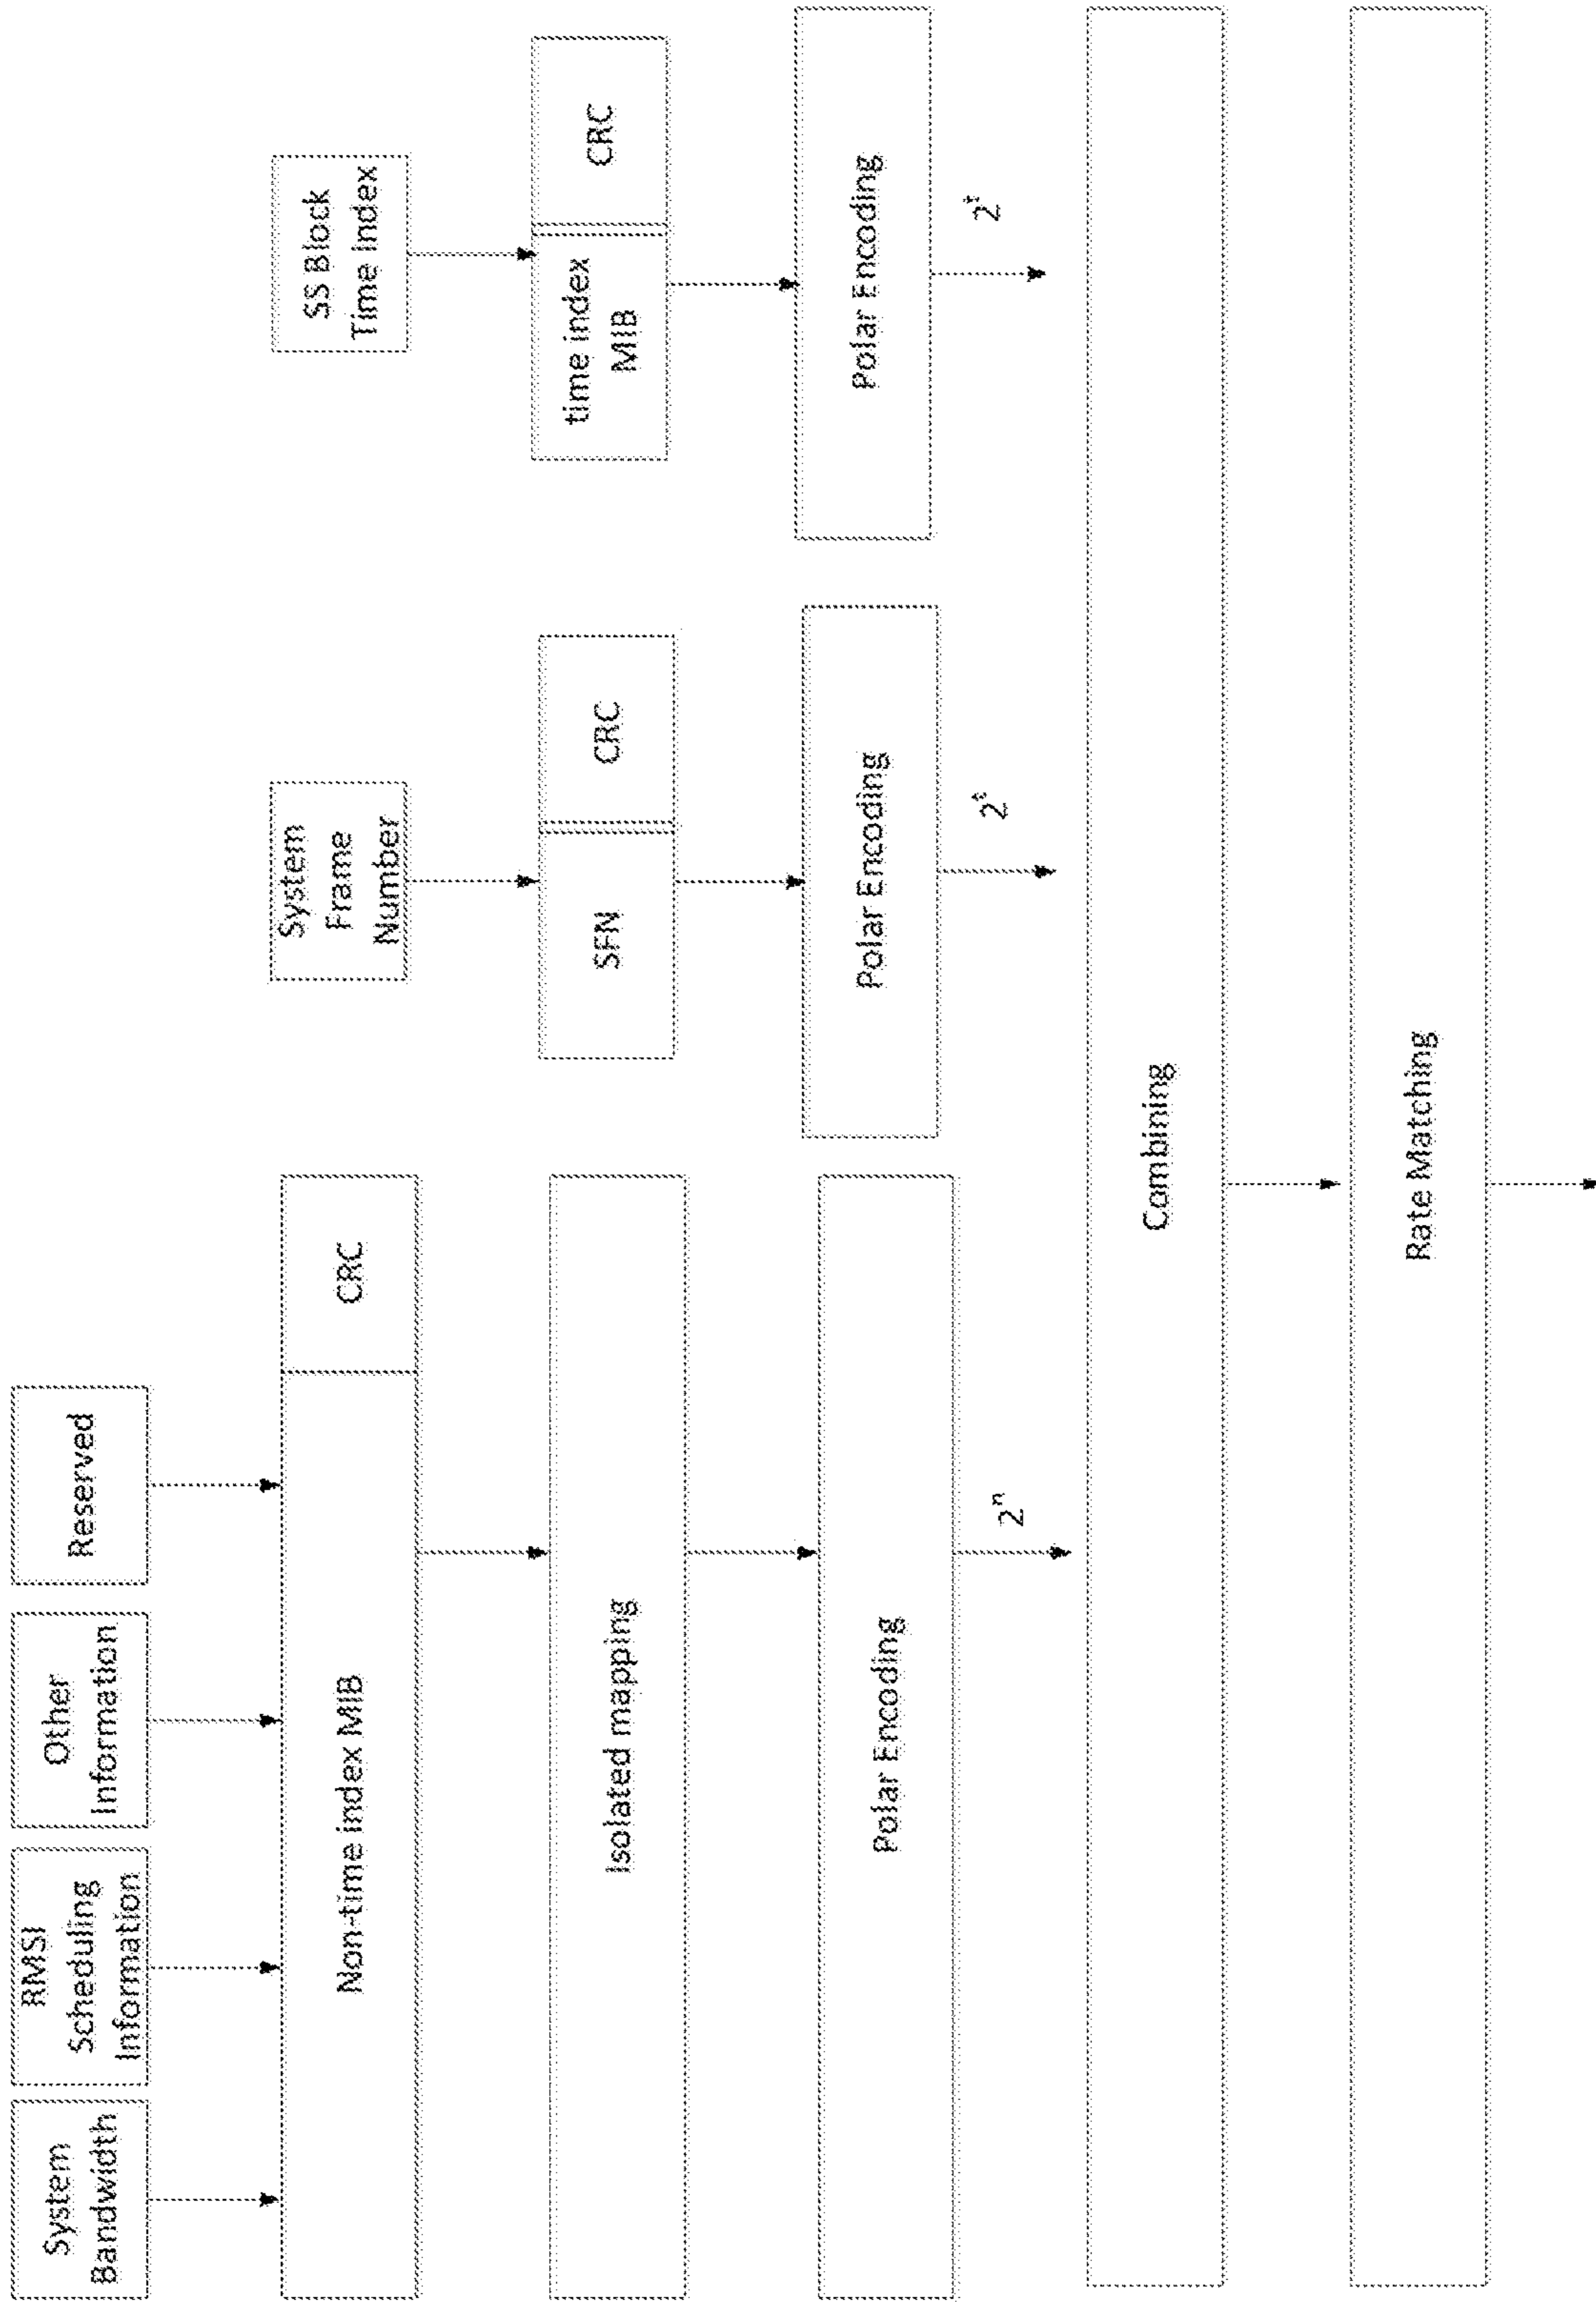 System
Bandwidth
RMSI
Scheduling
Information
Other
Information
Reserved
Non-time index MIB
CRC
System
Frame
Number
SS Block
Time Index
Isolated mapping
SFN
CRC
time index
MIB
CRC
Polar Encoding
Polar Encoding
Polar Encoding
2ⁿ
2ᵗ
Combining
Rate Matching